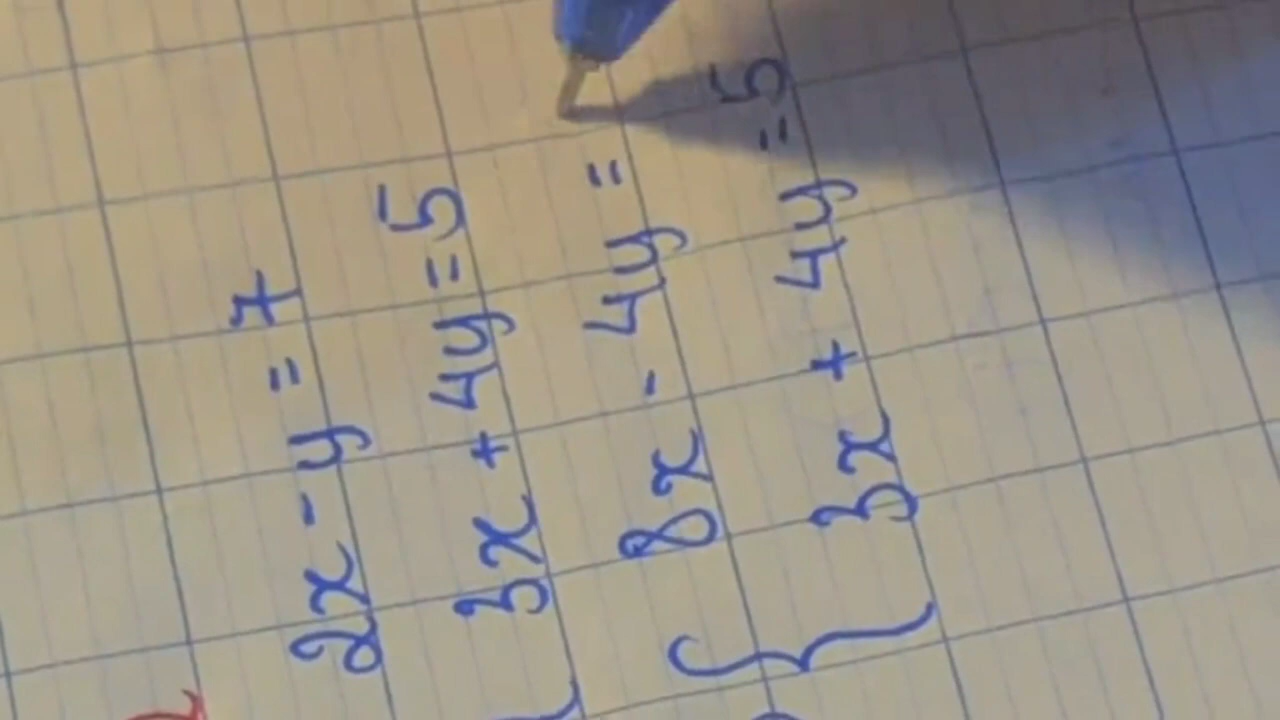 2x - y = 7
3x + 4y = 5
{ 8x - 4y =
3x + 4y = 5